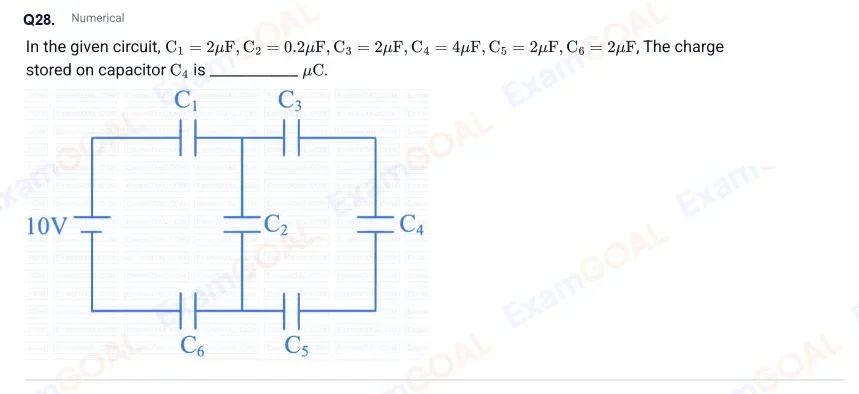 Q28. Numerical
In the given circuit, C₁ = 2μF, C₂ = 0.2μF, C₃ = 2μF, C₄ = 4μF, C₅ = 2μF, C₆ = 2μF, The charge
stored on capacitor C₄ is __________ μC.
C₁ C₃
10V C₂ C₄
C₆ C₅
ExamGOAL